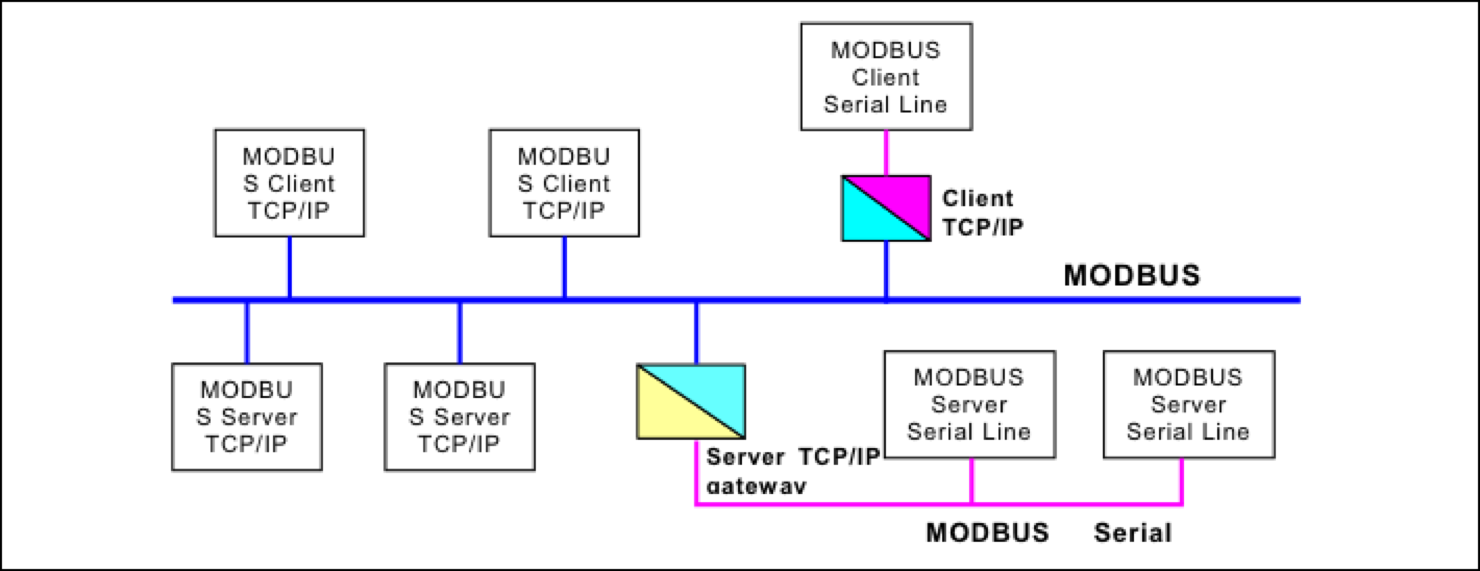 MODBUS
Client
Serial Line
MODBU
S Client
TCP/IP
MODBU
S Client
TCP/IP
Client
TCP/IP
MODBUS
MODBU
S Server
TCP/IP
MODBU
S Server
TCP/IP
Server TCP/IP
gateway
MODBUS
Server
Serial Line
MODBUS
Server
Serial Line
MODBUS Serial